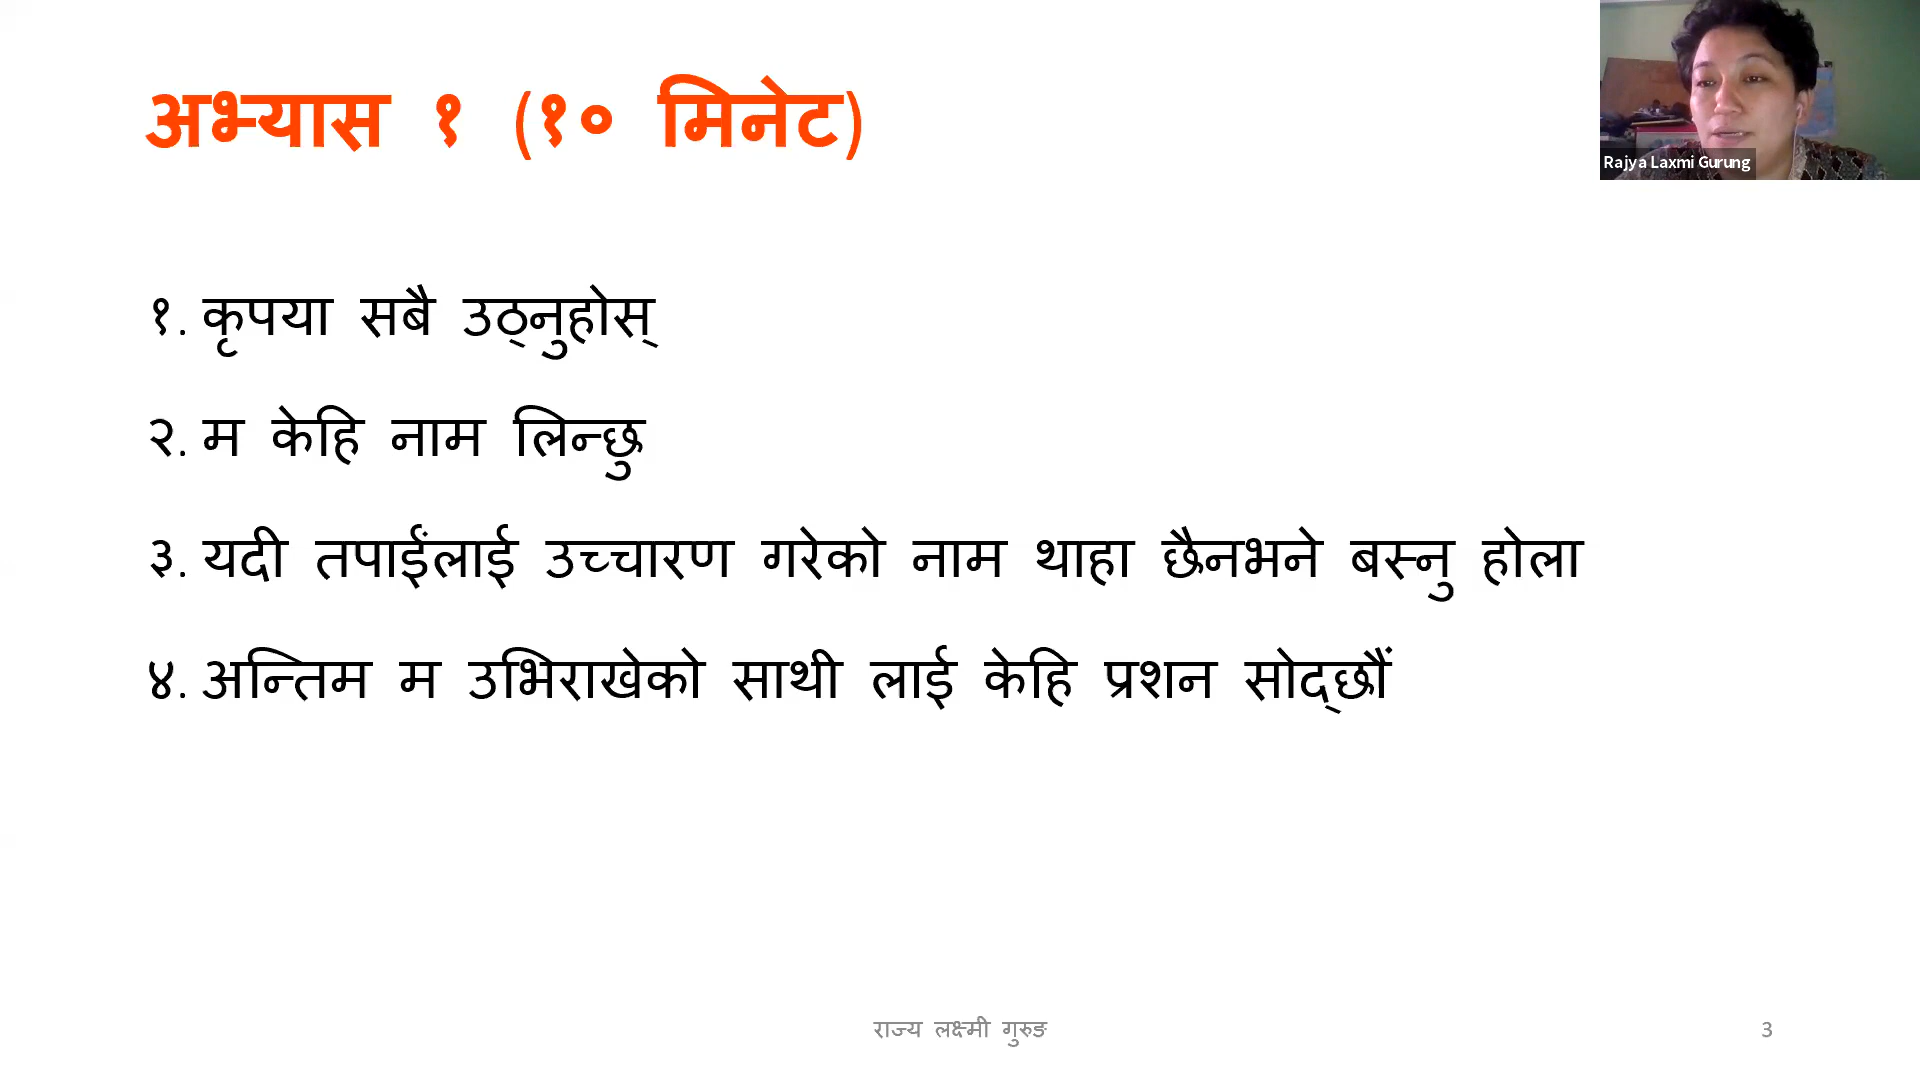 अभ्यास १ (१० मिनेट)
Rajya Laxmi Gurung
१. कृपया सबै उठ्नुहोस्
२. म केहि नाम लिन्छु
३. यदी तपाईंलाई उच्चारण गरेको नाम थाहा छैनभने बस्नु होला
४. अन्तिम म उभिराखेको साथी लाई केहि प्रशन सोद्छौं
राज्य लक्ष्मी गुरुङ
3